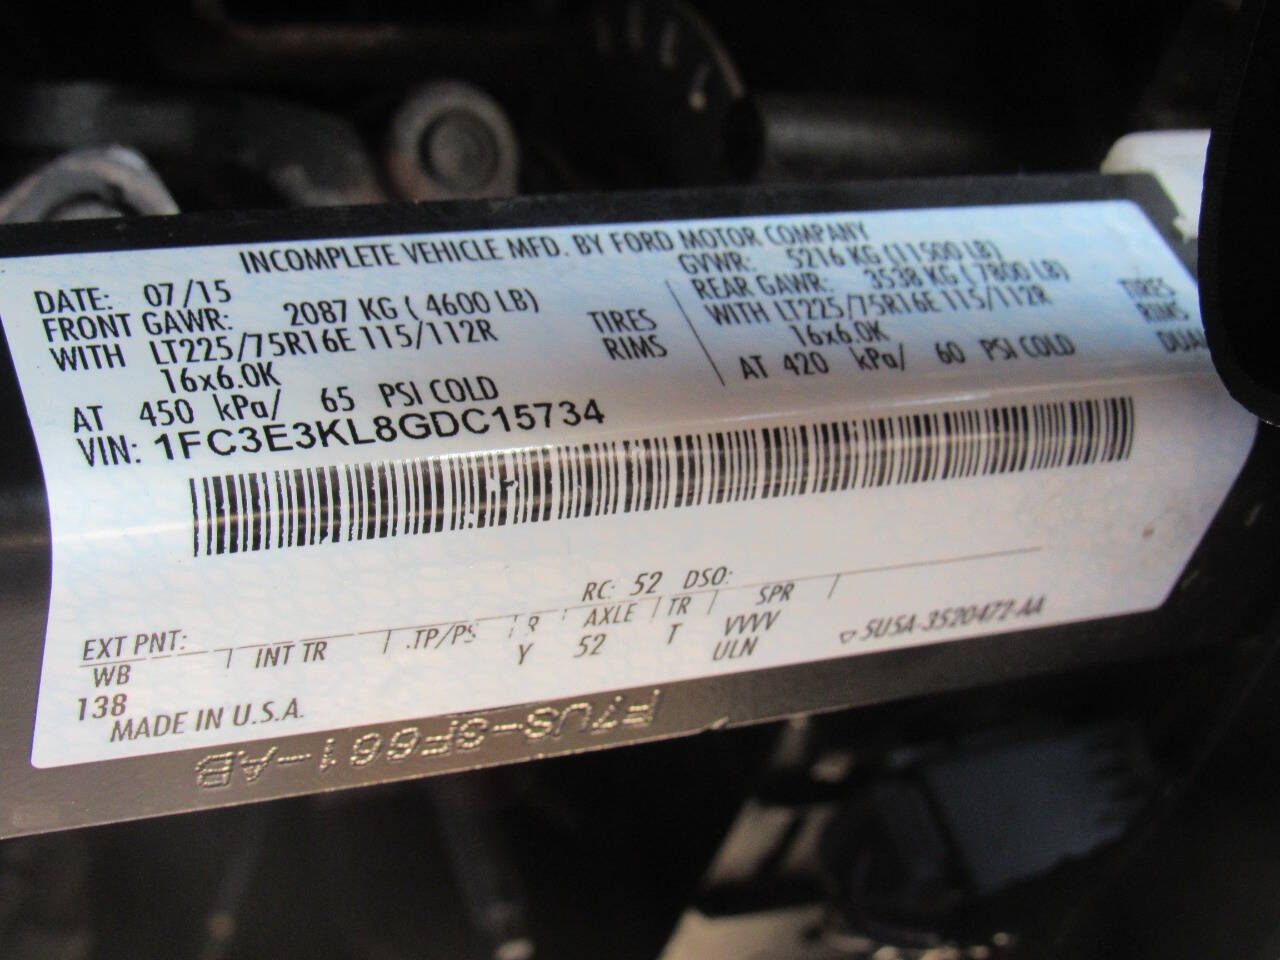 INCOMPLETE VEHICLE MFD. BY FORD MOTOR COMPANY
DATE: 07/15 GVWR: 5216 KG (11500 LB)
FRONT GAWR: 2087 KG ( 4600 LB) REAR GAWR: 3538 KG ( 7800 LB)
WITH LT225/75R16E 115/112R TIRES WITH LT225/75R16E 115/112R TIRES
16x6.0K RIMS 16x6.0K RIMS
AT 450 kPa/ 65 PSI COLD AT 420 kPa/ 60 PSI COLD DUAL
VIN: 1FC3E3KL8GDC15734
EXT PNT: RC: 52 DSO:
WB INT TR TP/PS R AXLE TR SPR
138 Y 52 T VVVV
ULN
MADE IN U.S.A. 5USA-3520472-AA
F7US-3F661-AB